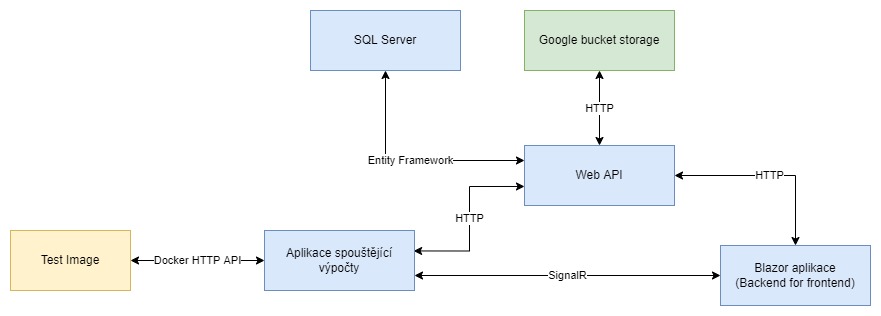 SQL Server
Google bucket storage
HTTP
Entity Framework
Web API
HTTP
HTTP
Test Image
Docker HTTP API
Aplikace spouštějící
výpočty
SignalR
Blazor aplikace
(Backend for frontend)